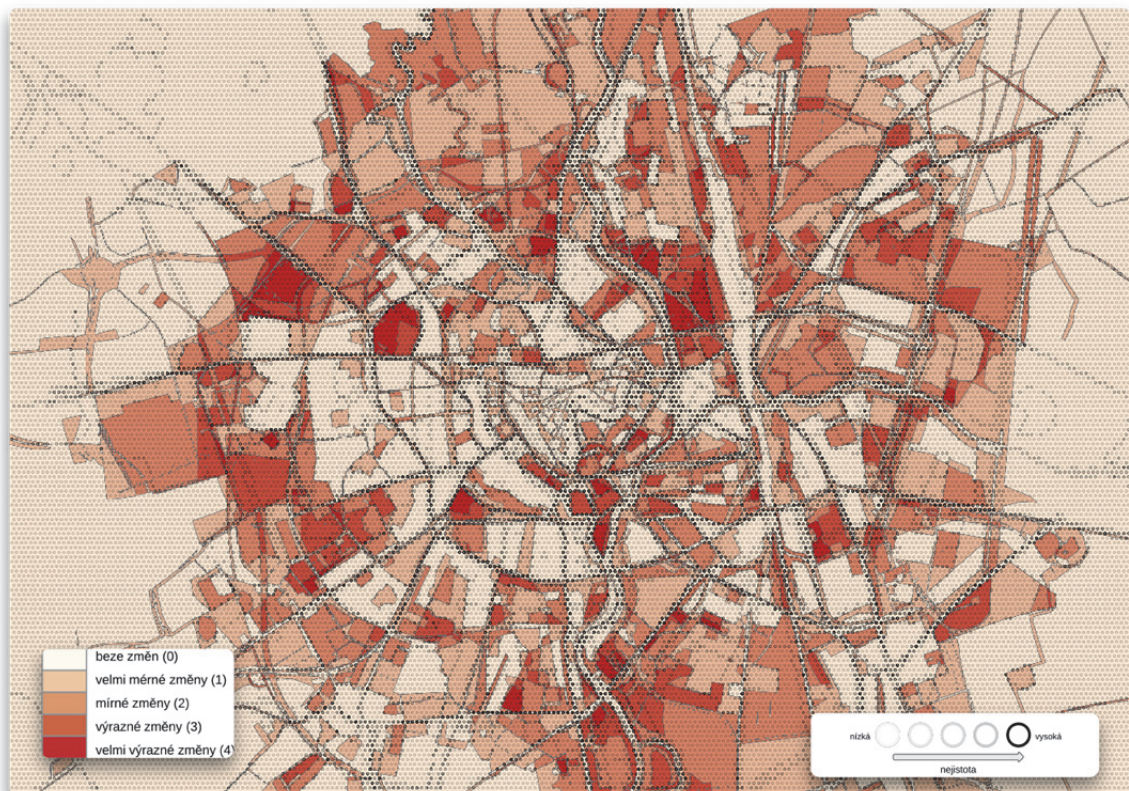 beze změn (0)
velmi mérné změny (1)
mírné změny (2)
výrazné změny (3)
velmi výrazné změny (4)
nízká
vysoká
nejistota